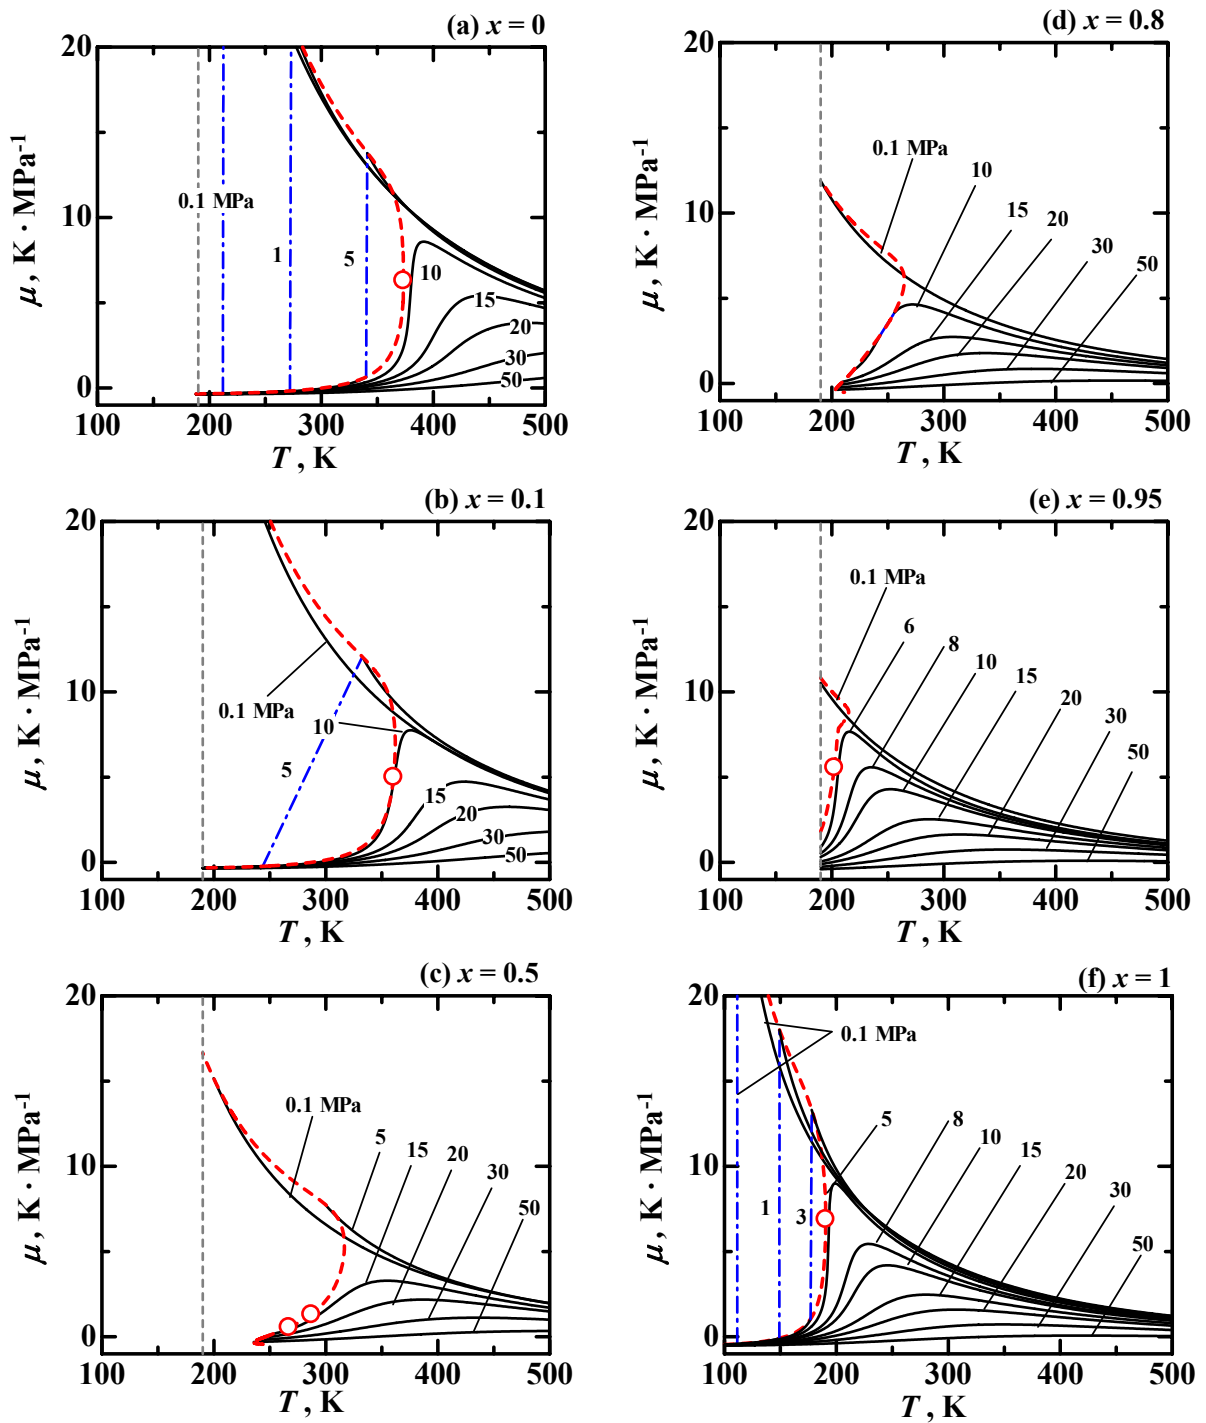 (a) x = 0
20
10
0
μ, K · MPa⁻¹
0.1 MPa
1
5
10
15
20
30
50
100 200 300 400 500
T, K
(b) x = 0.1
20
10
0
μ, K · MPa⁻¹
0.1 MPa
10
5
15
20
30
50
100 200 300 400 500
T, K
(c) x = 0.5
20
10
0
μ, K · MPa⁻¹
0.1 MPa
5
15
20
30
50
100 200 300 400 500
T, K
(d) x = 0.8
20
10
0
μ, K · MPa⁻¹
0.1 MPa
10
15
20
30
50
100 200 300 400 500
T, K
(e) x = 0.95
20
10
0
μ, K · MPa⁻¹
0.1 MPa
6
8
10
15
20
30
50
100 200 300 400 500
T, K
(f) x = 1
20
10
0
μ, K · MPa⁻¹
0.1 MPa
1
3
5
8
10
15
20
30
50
100 200 300 400 500
T, K